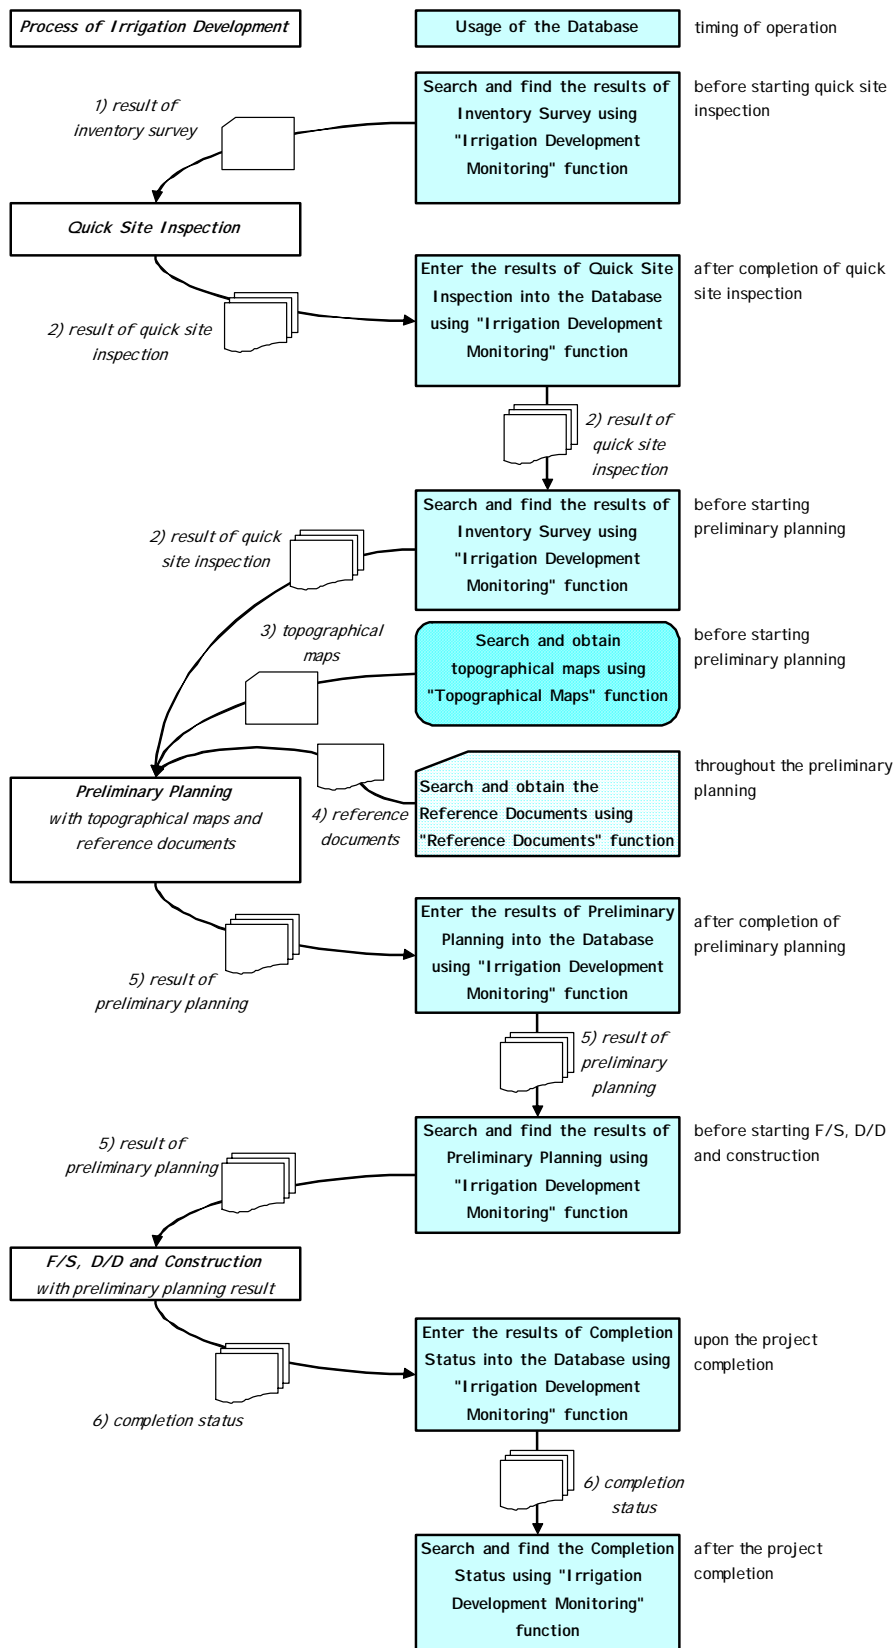 Process of Irrigation Development
Usage of the Database
timing of operation
1) result of
inventory survey
Search and find the results of
Inventory Survey using
"Irrigation Development
Monitoring" function
before starting quick site
inspection
Quick Site Inspection
2) result of quick site
inspection
Enter the results of Quick Site
Inspection into the Database
using "Irrigation Development
Monitoring" function
after completion of quick
site inspection
2) result of
quick site
inspection
2) result of quick
site inspection
Search and find the results of
Inventory Survey using
"Irrigation Development
Monitoring" function
before starting
preliminary planning
3) topographical
maps
Search and obtain
topographical maps using
"Topographical Maps" function
before starting
preliminary planning
Preliminary Planning
with topographical maps and
reference documents
4) reference
documents
Search and obtain the
Reference Documents using
"Reference Documents" function
throughout the preliminary
planning
5) result of
preliminary planning
Enter the results of Preliminary
Planning into the Database
using "Irrigation Development
Monitoring" function
after completion of
preliminary planning
5) result of
preliminary
planning
5) result of
preliminary planning
Search and find the results of
Preliminary Planning using
"Irrigation Development
Monitoring" function
before starting F/S, D/D
and construction
F/S, D/D and Construction
with preliminary planning result
6) completion status
Enter the results of Completion
Status into the Database using
"Irrigation Development
Monitoring" function
upon the project
completion
6) completion
status
Search and find the Completion
Status using "Irrigation
Development Monitoring"
function
after the project
completion